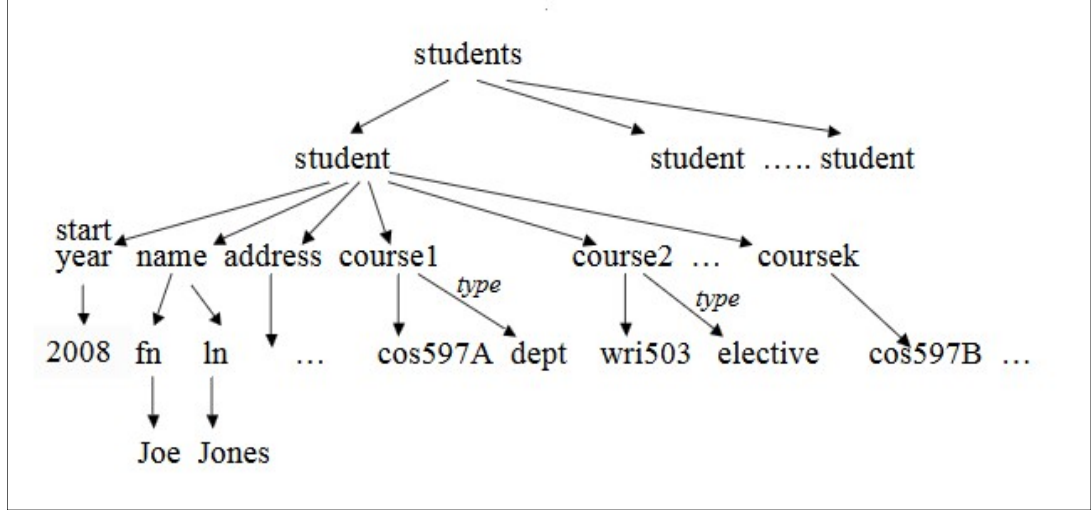 students
student student ..... student
start
year name address course1 course2 ... coursek
type type
2008 fn ln ... cos597A dept wri503 elective cos597B ...
Joe Jones